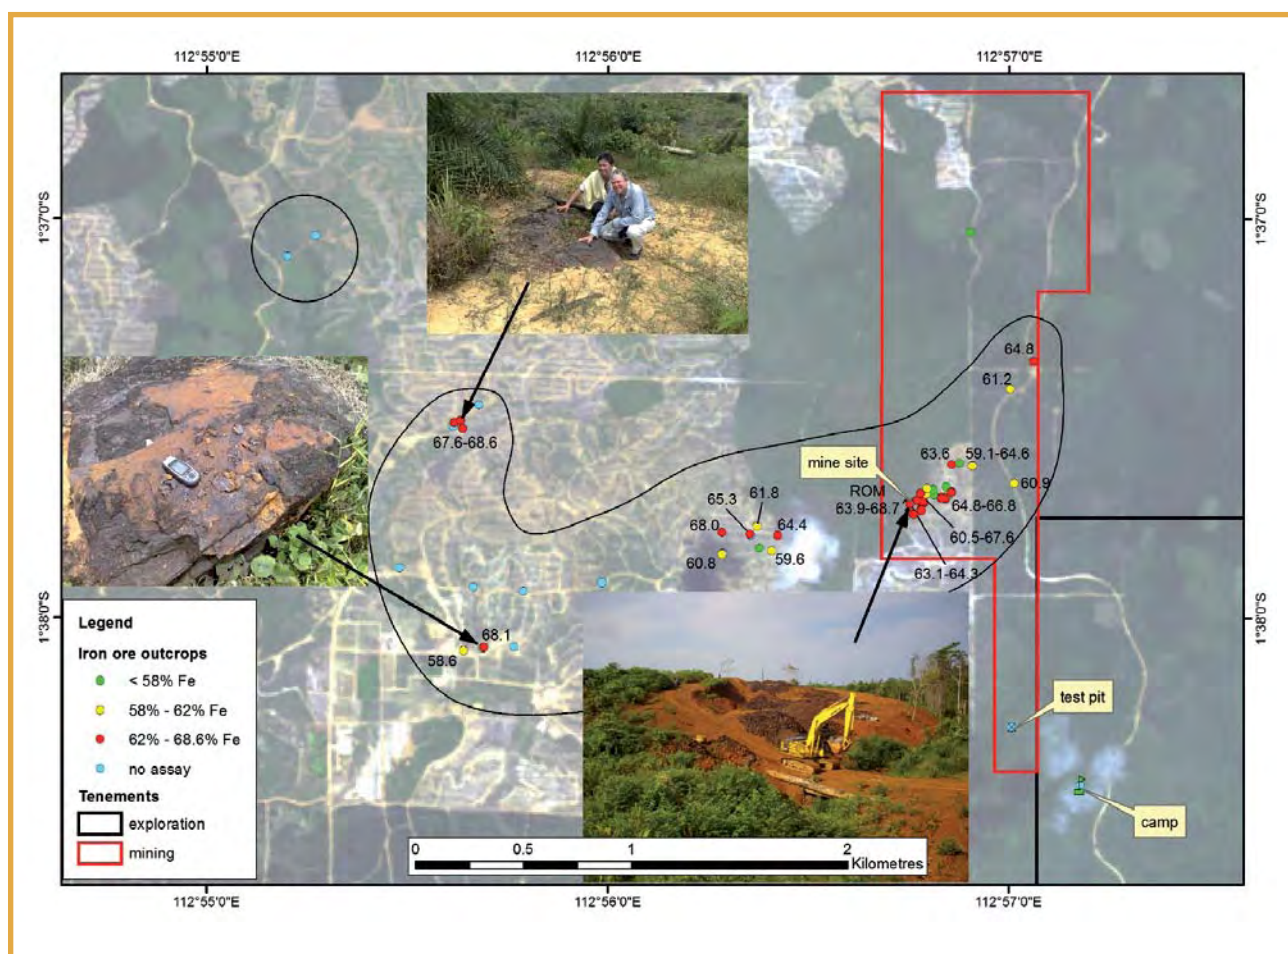 112°55'0"E
112°56'0"E
112°57'0"E
1°37'0"S
1°37'0"S
64.8
61.2
67.6-68.6
mine site
63.6
59.1-64.6
60.9
ROM
63.9-68.7
64.8-66.8
60.5-67.6
63.1-64.3
65.3
61.8
68.0
64.4
60.8
59.6
1°38'0"S
1°38'0"S
68.1
58.6
Legend
Iron ore outcrops
< 58% Fe
58% - 62% Fe
62% - 68.6% Fe
no assay
Tenements
exploration
mining
test pit
camp
0
0.5
1
2
Kilometres
112°55'0"E
112°56'0"E
112°57'0"E